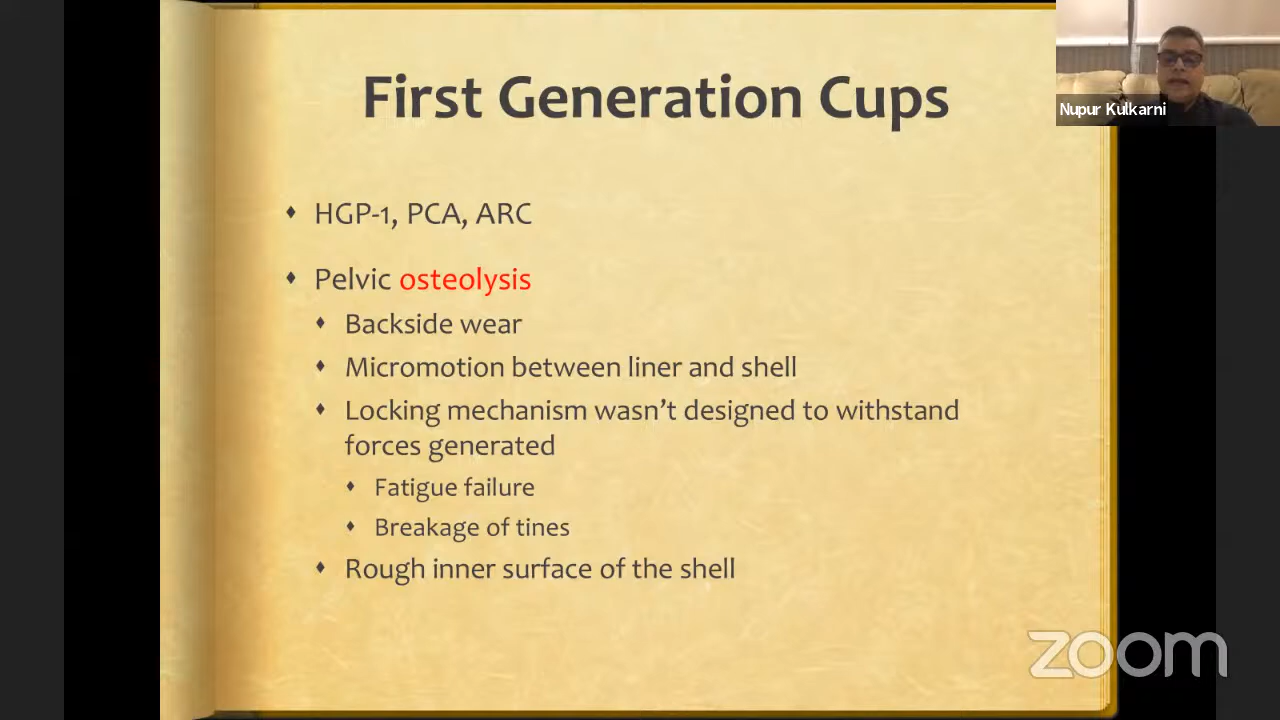 First Generation Cups
Nupur Kulkarni
HGP-1, PCA, ARC
Pelvic osteolysis
Backside wear
Micromotion between liner and shell
Locking mechanism wasn’t designed to withstand
forces generated
Fatigue failure
Breakage of tines
Rough inner surface of the shell
zoom